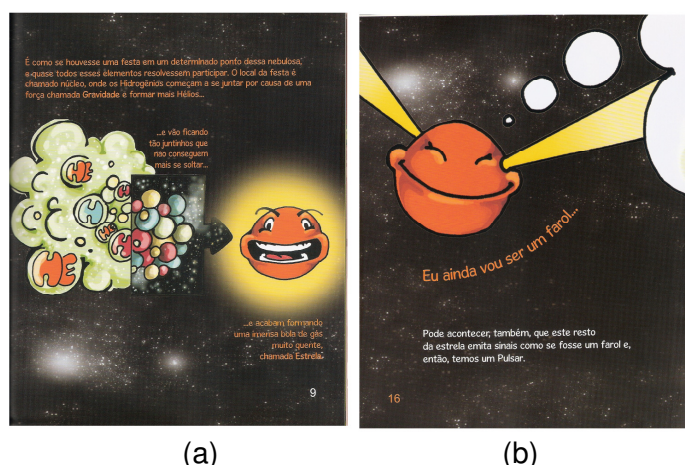 É como se houvesse uma festa em um determinado ponto dessa nebulosa,
e quase todos esses elementos resolvessem participar. O local da festa é
chamado núcleo, onde os Hidrogênios começam a se juntar por causa de uma
força chamada Gravidade e formar mais Hélios...
...e vão ficando
tão juntinhos que
não conseguem
mais se soltar...
HE
H
He
H
HE
...e acabam formando
uma imensa bola de gás
muito quente,
chamada Estrela.
9
(a)
Eu ainda vou ser um farol...
Pode acontecer, também, que este resto
da estrela emita sinais como se fosse um farol e,
então, temos um Pulsar.
16
(b)